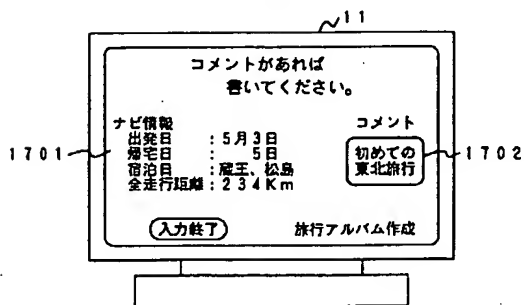 11
コメントがあれば
書いてください。
ナビ情報
コメント
出発日 :5月3日
帰宅日 : 5日
宿泊日 :蔵王、松島
全走行距離:234Km
初めての
東北旅行
1701
1702
入力終了
旅行アルバム作成